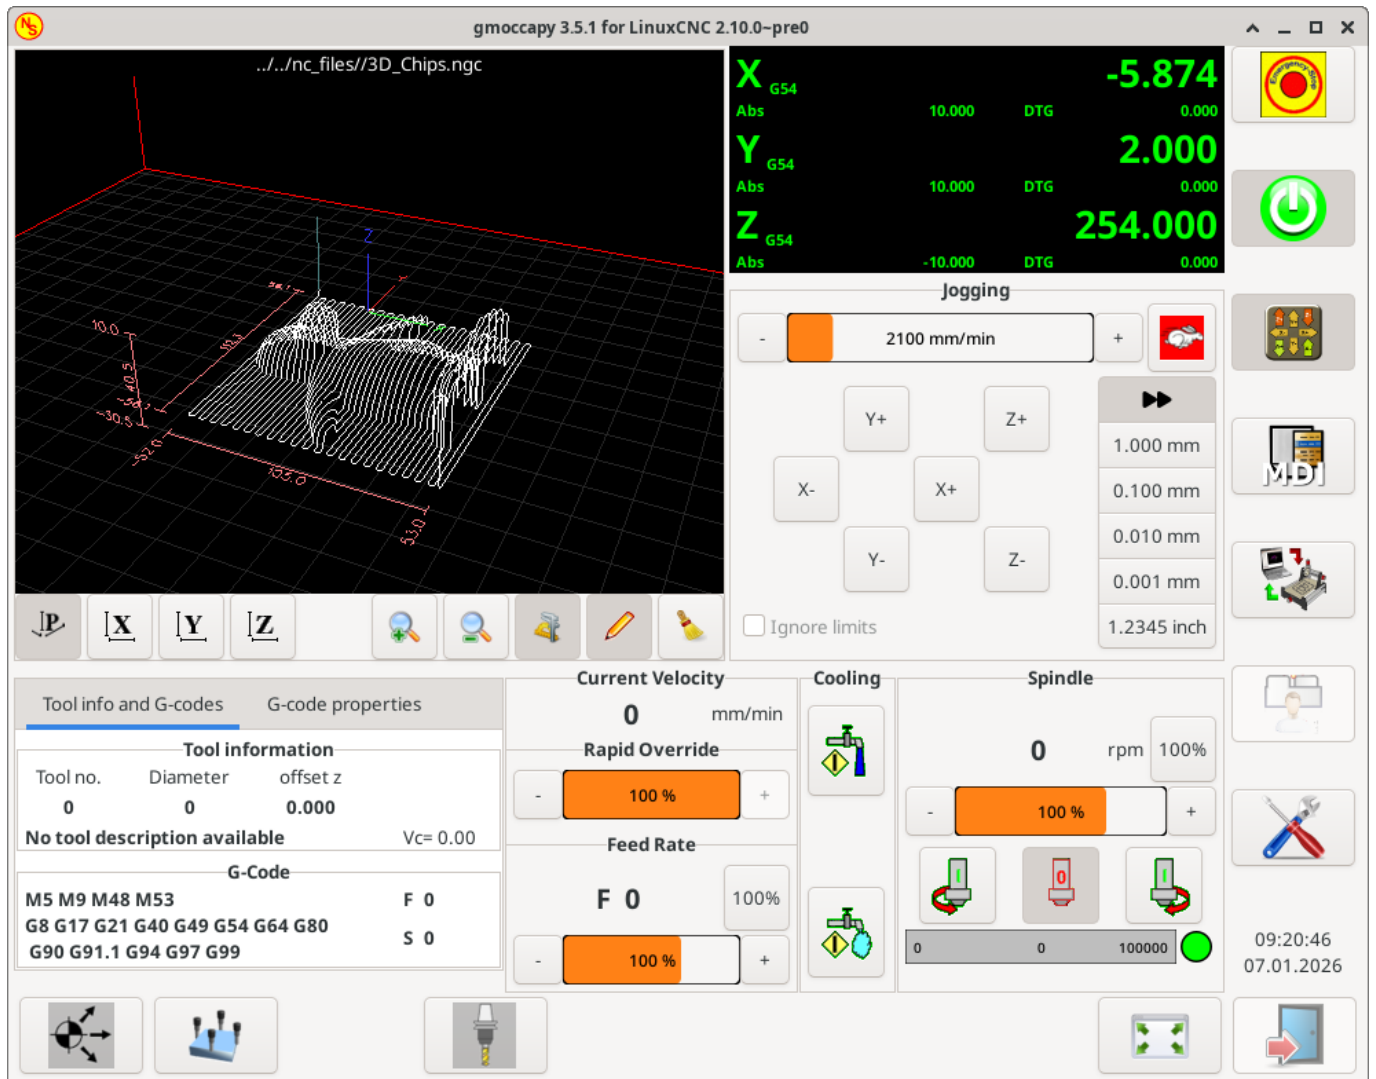 gmoccapy 3.5.1 for LinuxCNC 2.10.0~pre0
../../nc_files//3D_Chips.ngc
Z
10.0
40.5
-30.5
-52.0
105.0
53.0
X G54 -5.874
Abs 10.000 DTG 0.000
Y G54 2.000
Abs 10.000 DTG 0.000
Z G54 254.000
Abs -10.000 DTG 0.000
Emergency-Stop
Jogging
- 2100 mm/min +
Y+ Z+
X- X+
Y- Z-
1.000 mm
0.100 mm
0.010 mm
0.001 mm
1.2345 inch
Ignore limits
MDI
P X Y Z
Tool info and G-codes G-code properties
Tool information
Tool no. Diameter offset z
0 0 0.000
No tool description available Vc= 0.00
G-Code
M5 M9 M48 M53 F 0
G8 G17 G21 G40 G49 G54 G64 G80
S 0
G90 G91.1 G94 G97 G99
Current Velocity
0 mm/min
Rapid Override
- 100 % +
Feed Rate
F 0 100%
- 100 % +
Cooling
Spindle
0 rpm 100%
- 100 % +
I 0 I
0 0 100000
09:20:46
07.01.2026